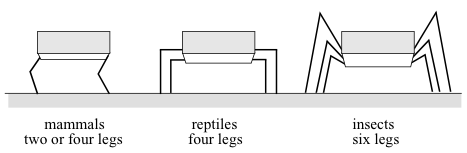 mammals
two or four legs
reptiles
four legs
insects
six legs